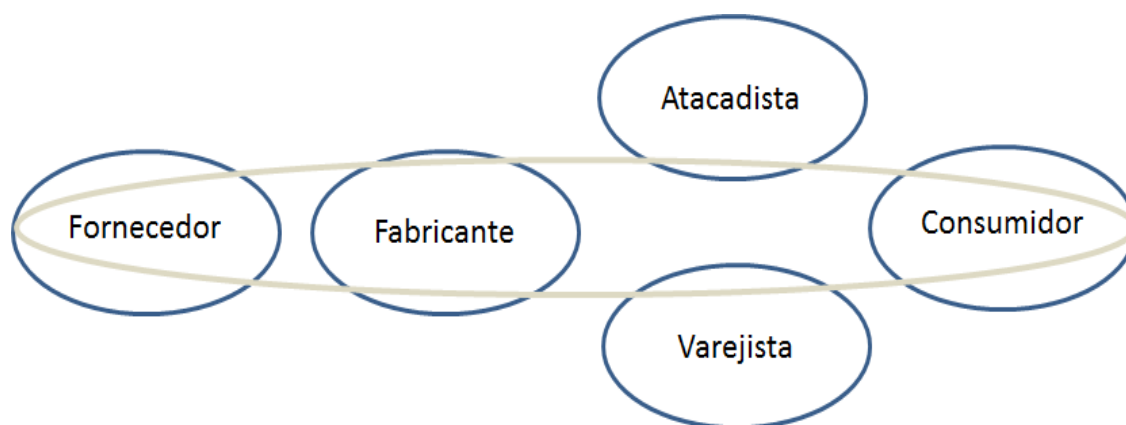 Fornecedor
Fabricante
Atacadista
Varejista
Consumidor